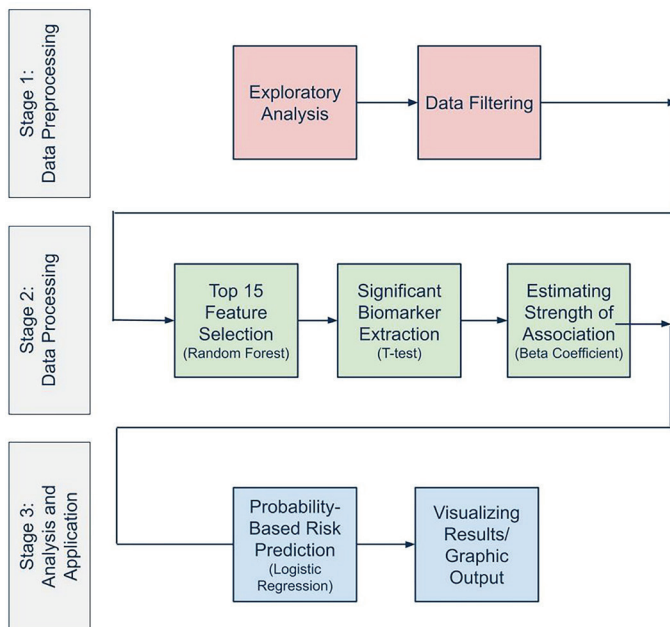 Stage 1:
Data Preprocessing
Exploratory
Analysis
Data Filtering
Stage 2:
Data Processing
Top 15
Feature
Selection
(Random Forest)
Significant
Biomarker
Extraction
(T-test)
Estimating
Strength of
Association
(Beta Coefficient)
Stage 3:
Analysis and
Application
Probability-
Based Risk
Prediction
(Logistic
Regression)
Visualizing
Results/
Graphic
Output